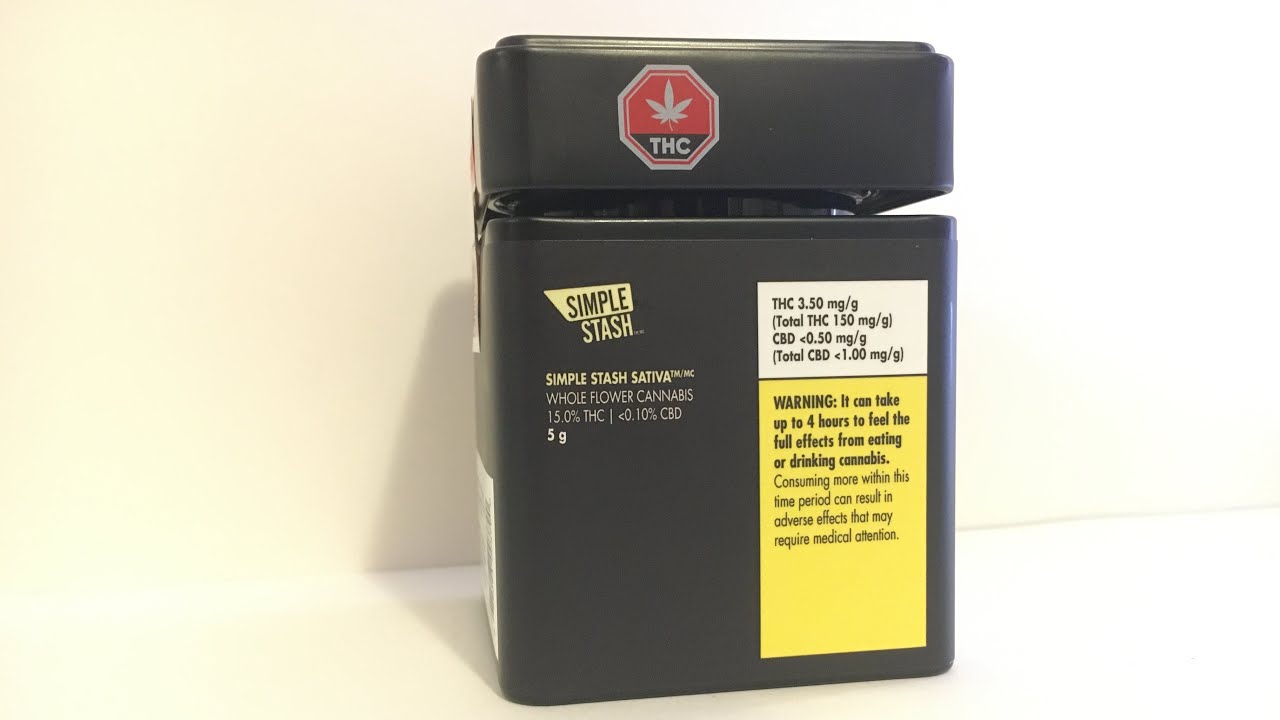 THC
SIMPLE
STASH
SIMPLE STASH SATIVA™/MC
WHOLE FLOWER CANNABIS
15.0% THC | <0.10% CBD
5 g
THC 3.50 mg/g
(Total THC 150 mg/g)
CBD <0.50 mg/g
(Total CBD <1.00 mg/g)
WARNING: It can take
up to 4 hours to feel the
full effects from eating
or drinking cannabis.
Consuming more within this
time period can result in
adverse effects that may
require medical attention.